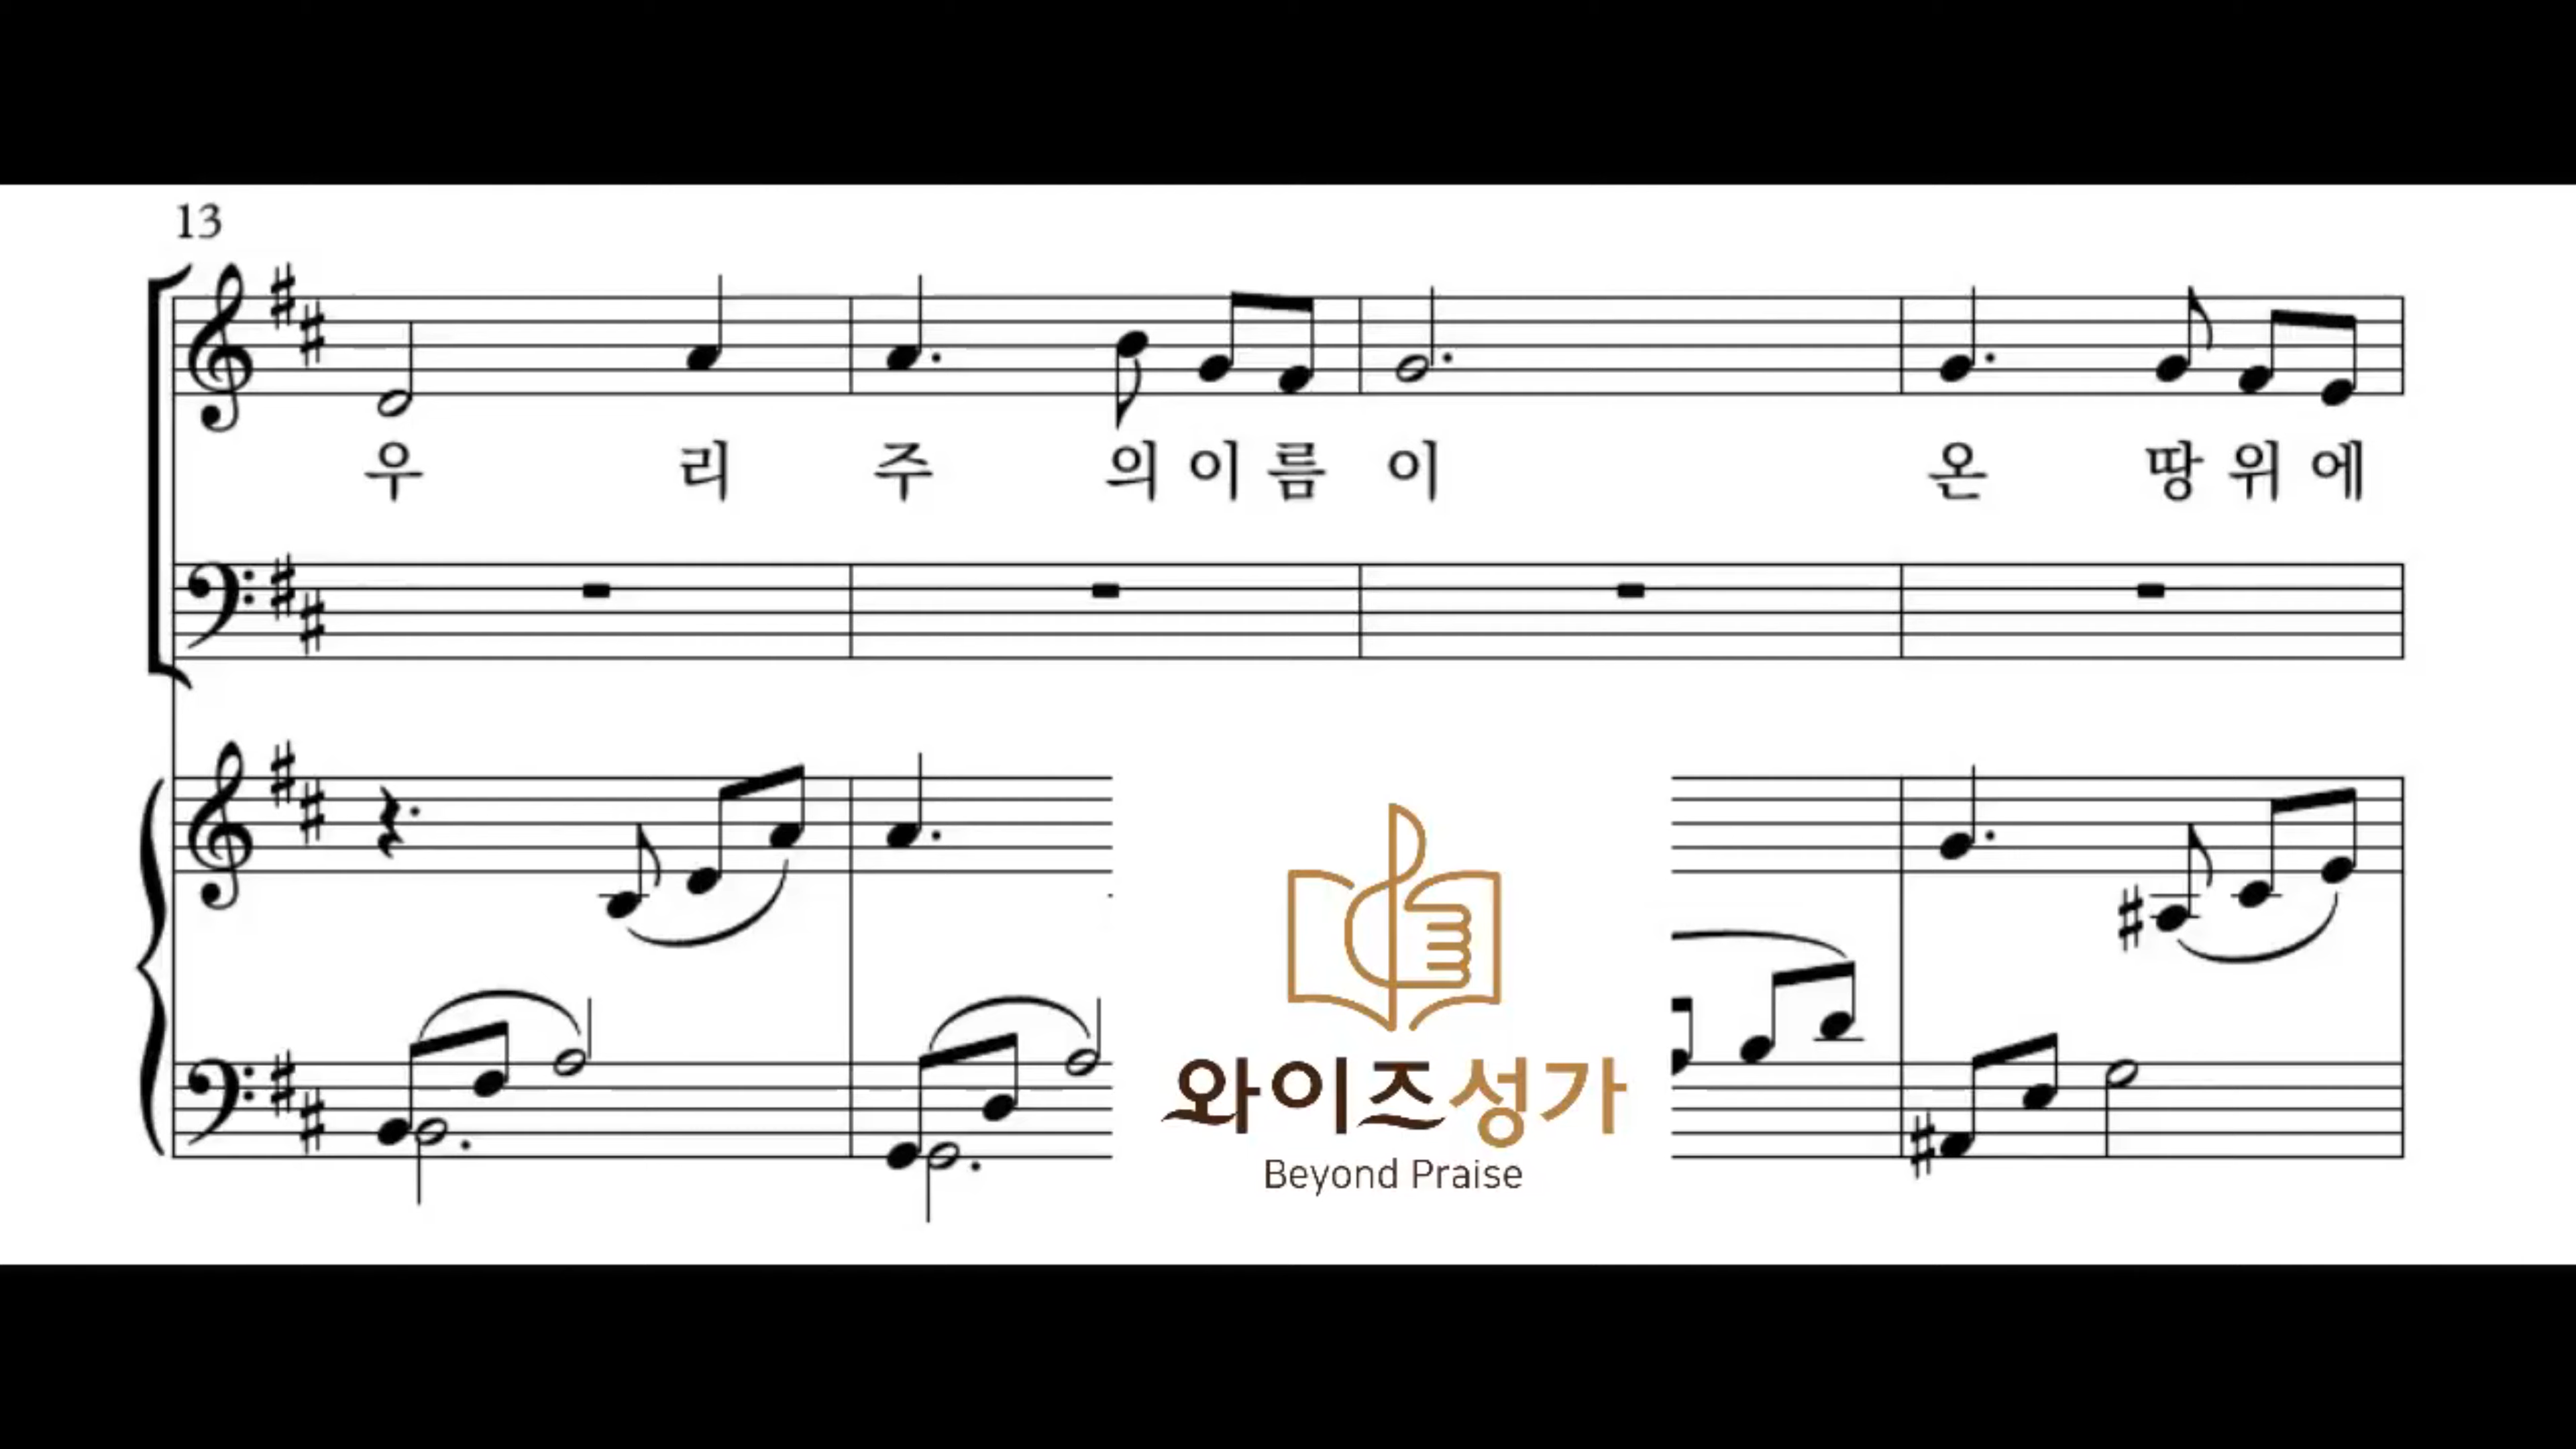 13
우 리 주 의 이 름 이 온 땅 위 에
와이즈성가
Beyond Praise